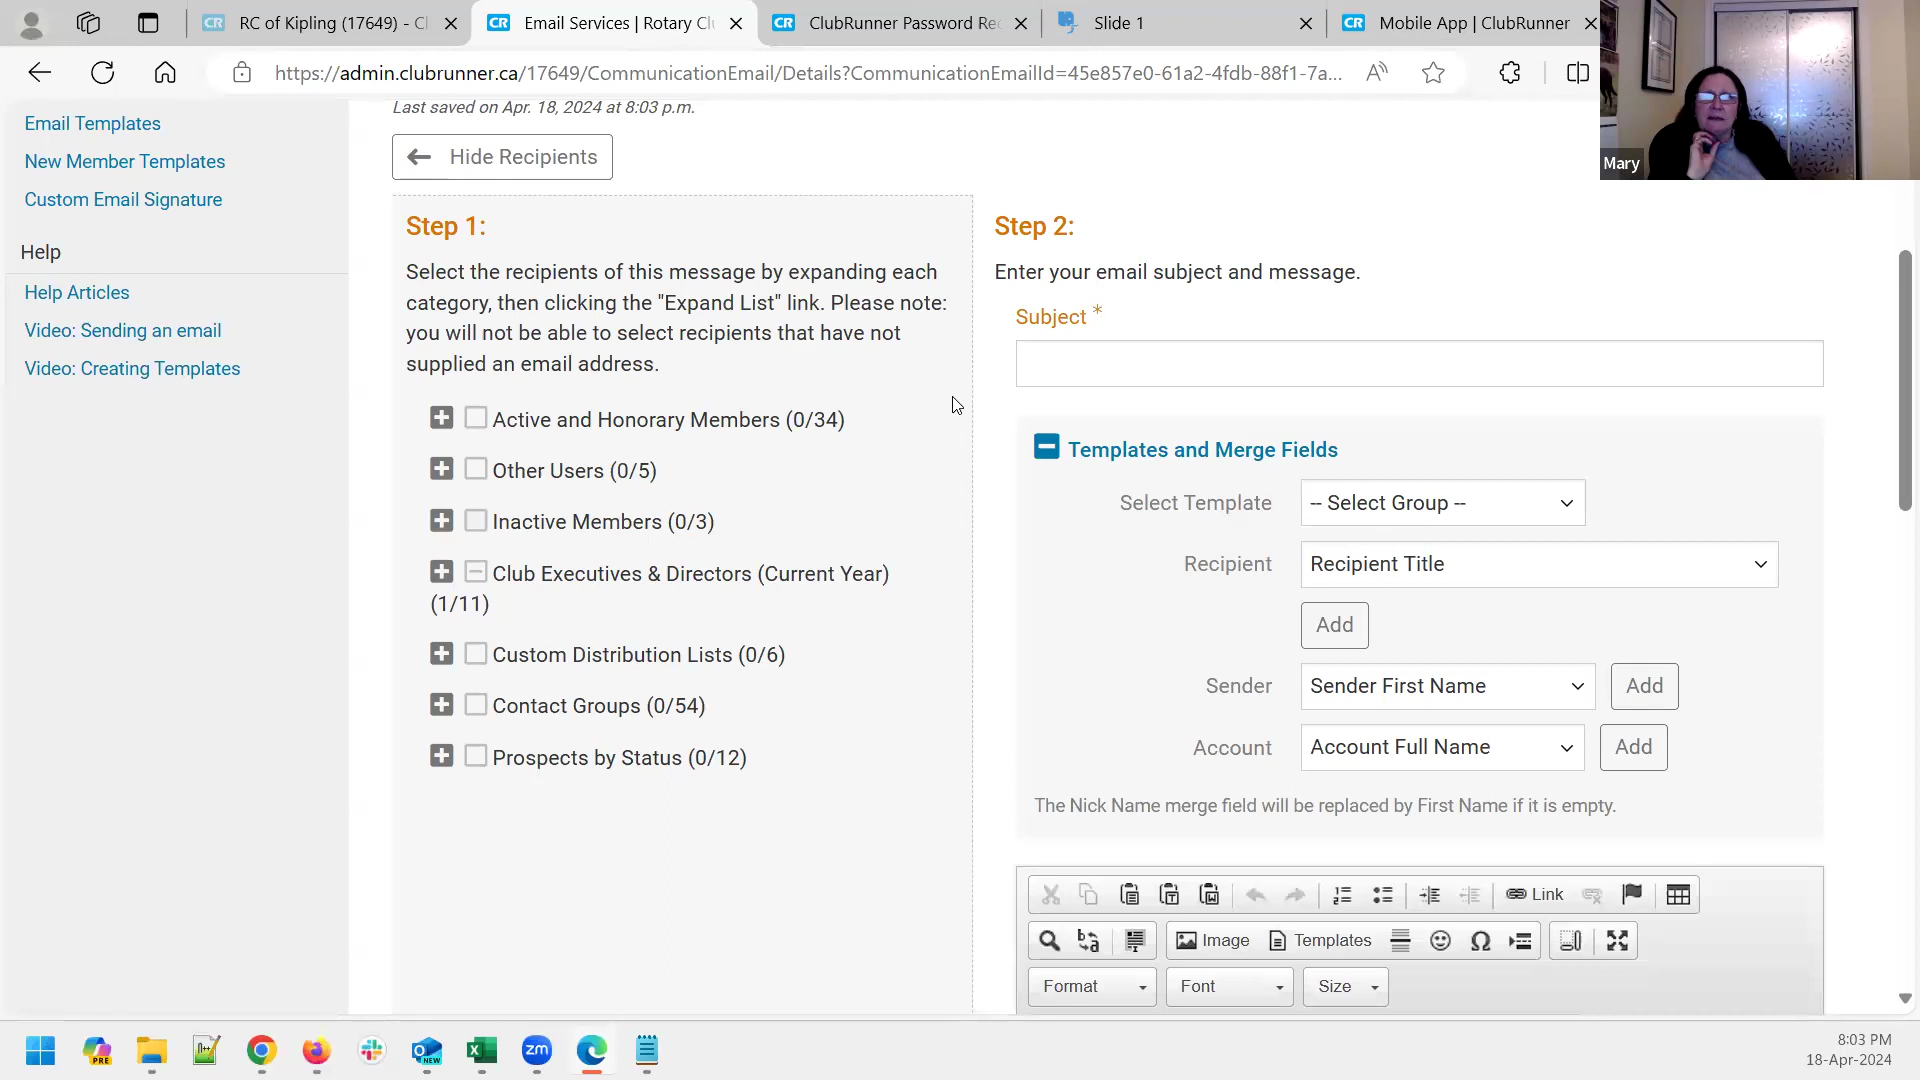 RC of Kipling (17649) - Cl
Email Services | Rotary Clu
ClubRunner Password Rec
Slide 1
Mobile App | ClubRunner
https://admin.clubrunner.ca/17649/CommunicationEmail/Details?CommunicationEmailId=45e857e0-61a2-4fdb-88f1-7a...
Mary
Email Templates
New Member Templates
Custom Email Signature
Help
Help Articles
Video: Sending an email
Video: Creating Templates
Last saved on Apr. 18, 2024 at 8:03 p.m.
Hide Recipients
Step 1:
Select the recipients of this message by expanding each
category, then clicking the "Expand List" link. Please note:
you will not be able to select recipients that have not
supplied an email address.
Active and Honorary Members (0/34)
Other Users (0/5)
Inactive Members (0/3)
Club Executives & Directors (Current Year)
(1/11)
Custom Distribution Lists (0/6)
Contact Groups (0/54)
Prospects by Status (0/12)
Step 2:
Enter your email subject and message.
Subject *
Templates and Merge Fields
Select Template -- Select Group --
Recipient Recipient Title
Add
Sender Sender First Name Add
Account Account Full Name Add
The Nick Name merge field will be replaced by First Name if it is empty.
Link
Image Templates
Format Font Size
8:03 PM
18-Apr-2024